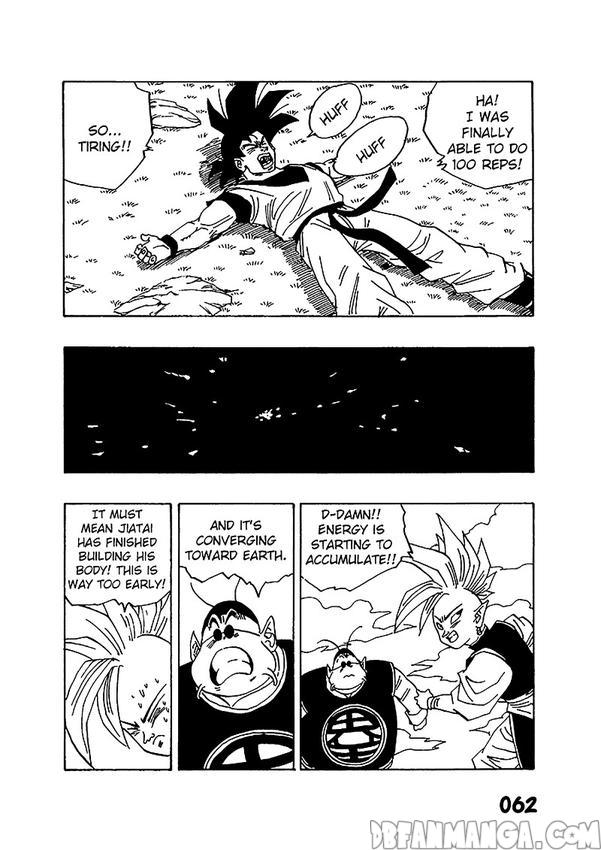 HA!
I WAS
FINALLY
ABLE TO DO
100 REPS!
HUFF
HUFF
SO...
TIRING!!
D-DAMN!!
ENERGY IS
STARTING TO
ACCUMULATE!!
AND IT'S
CONVERGING
TOWARD EARTH.
IT MUST
MEAN JIATAI
HAS FINISHED
BUILDING HIS
BODY! THIS IS
WAY TOO EARLY!
062
DBFANMANGA.COM